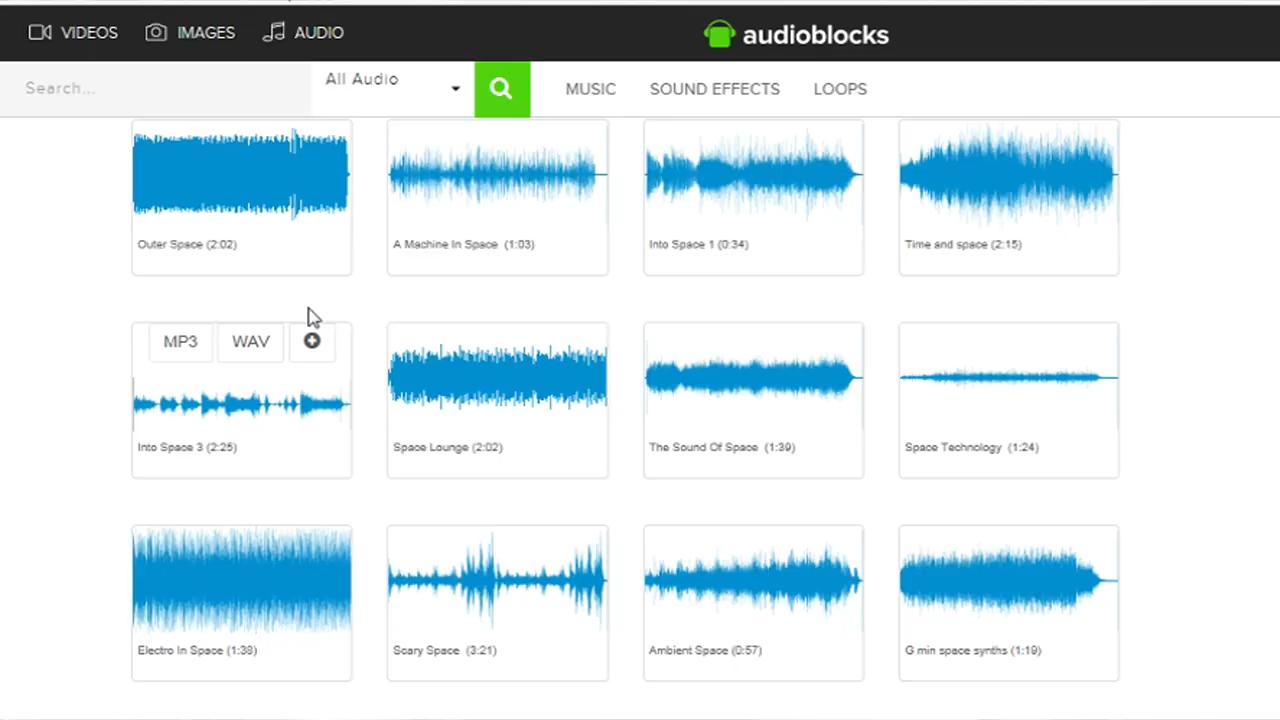 VIDEOS IMAGES AUDIO audioblocks
Search... All Audio MUSIC SOUND EFFECTS LOOPS
Outer Space (2:02) A Machine In Space (1:03) Into Space 1 (0:34) Time and space (2:15)
MP3 WAV
Into Space 3 (2:25) Space Lounge (2:02) The Sound Of Space (1:39) Space Technology (1:24)
Electro In Space (1:38) Scary Space (3:21) Ambient Space (0:57) G min space synths (1:19)